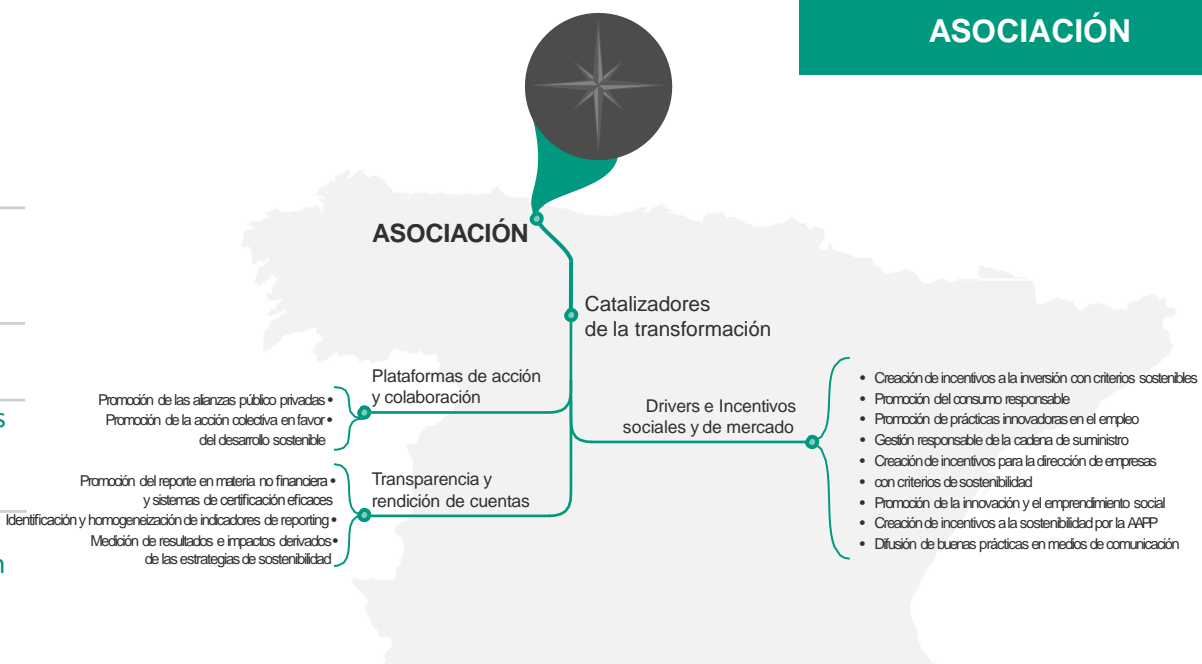 ASOCIACIÓN
ASOCIACIÓN
Catalizadores
de la transformación
Plataformas de acción
y colaboración
Promoción de las alianzas público privadas •
Promoción de la acción colectiva en favor •
del desarrollo sostenible
Transparencia y
rendición de cuentas
Promoción del reporte en materia no financiera •
y sistemas de certificación eficaces
Identificación y homogeneización de indicadores de reporting •
Medición de resultados e impactos derivados •
de las estrategias de sostenibilidad
Drivers e Incentivos
sociales y de mercado
• Creación de incentivos a la inversión con criterios sostenibles
• Promoción del consumo responsable
• Promoción de prácticas innovadoras en el empleo
• Gestión responsable de la cadena de suministro
• Creación de incentivos para la dirección de empresas
• con criterios de sostenibilidad
• Promoción de la innovación y el emprendimiento social
• Creación de incentivos a la sostenibilidad por la AAPP
• Difusión de buenas prácticas en medios de comunicación